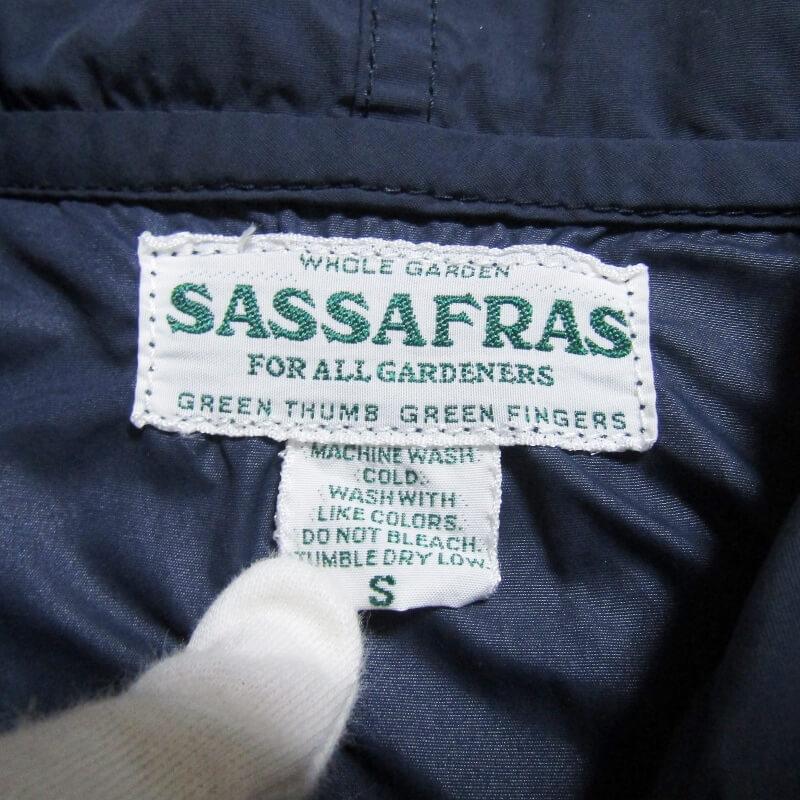 WHOLE GARDEN
SASSAFRAS
FOR ALL GARDENERS
GREEN THUMB GREEN FINGERS
MACHINE WASH
COLD.
WASH WITH
LIKE COLORS.
DO NOT BLEACH.
TUMBLE DRY LOW.
S